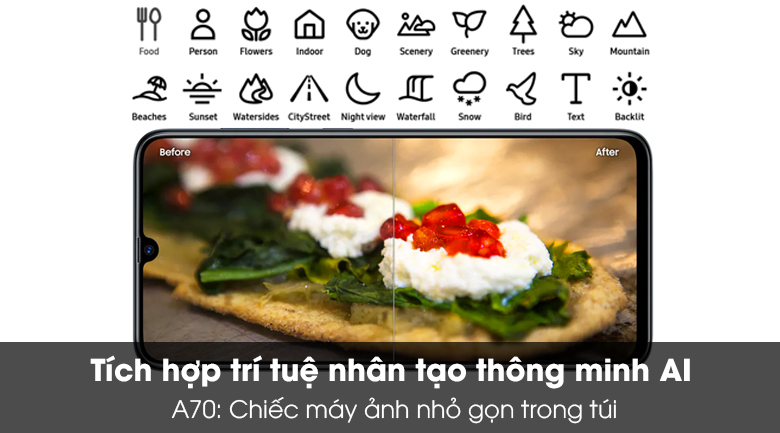 Food Person Flowers Indoor Dog Scenery Greenery Trees Sky Mountain
Beaches Sunset Watersides CityStreet Night view Waterfall Snow Bird Text Backlit
Before After
Tích hợp trí tuệ nhân tạo thông minh AI
A70: Chiếc máy ảnh nhỏ gọn trong túi